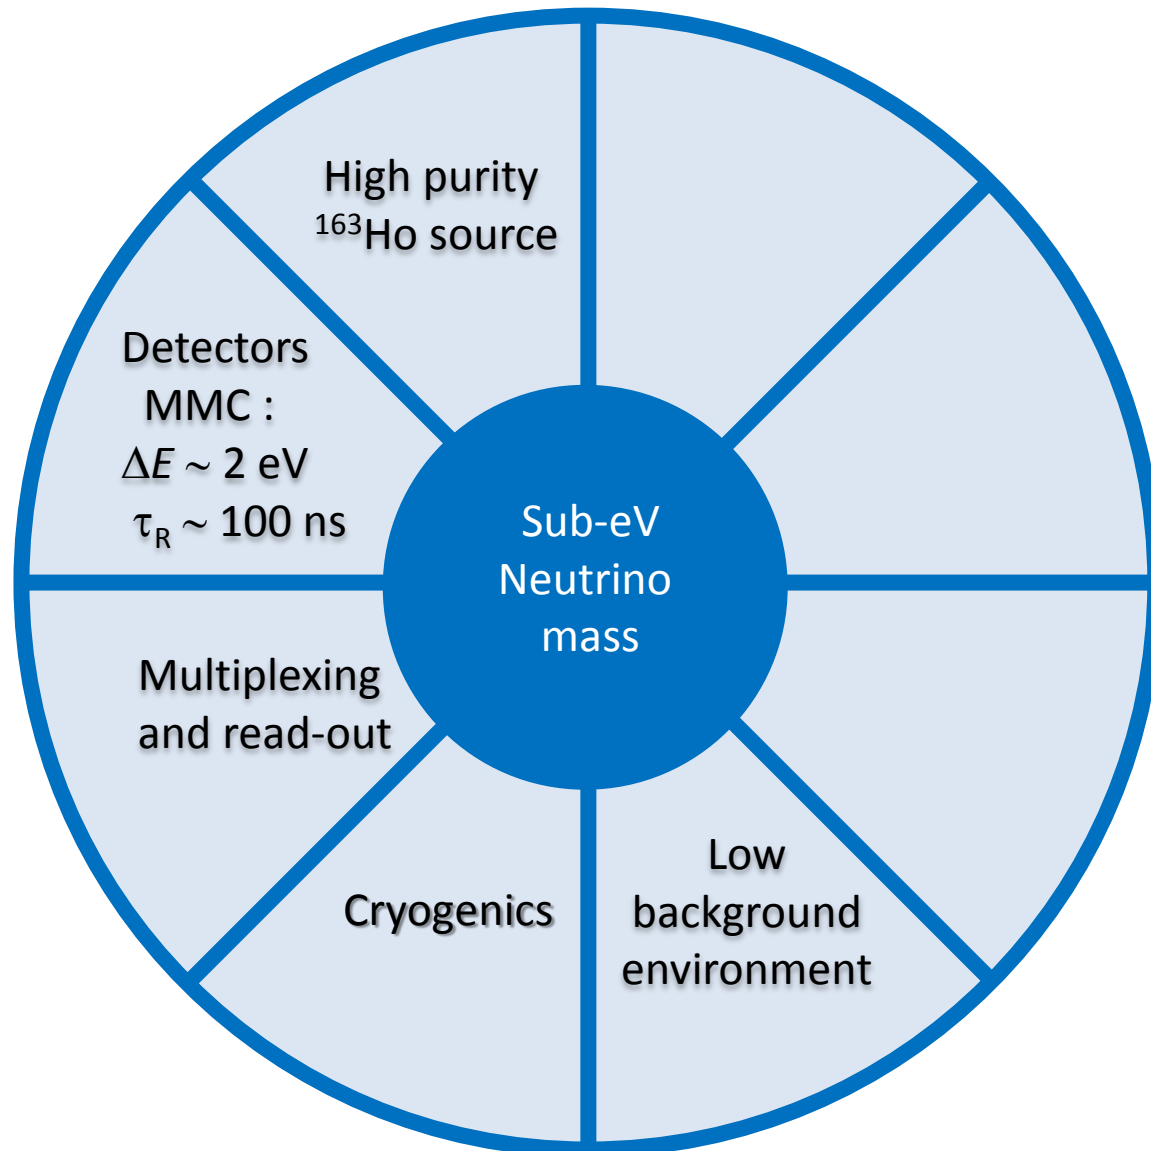 High purity
¹⁶³Ho source
Detectors
MMC :
ΔE ~ 2 eV
τR ~ 100 ns
Sub-eV
Neutrino
mass
Multiplexing
and read-out
Cryogenics
Low
background
environment